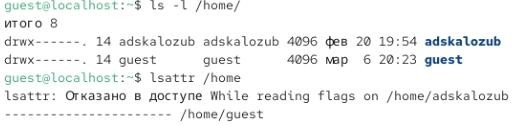 guest@localhost:~$ ls -l /home/
итого 8
drwx------. 14 adskalozub adskalozub 4096 фев 20 19:54 adskalozub
drwx------. 14 guest      guest      4096 мар  6 20:23 guest
guest@localhost:~$ lsattr /home
lsattr: Отказано в доступе While reading flags on /home/adskalozub
---------------------- /home/guest